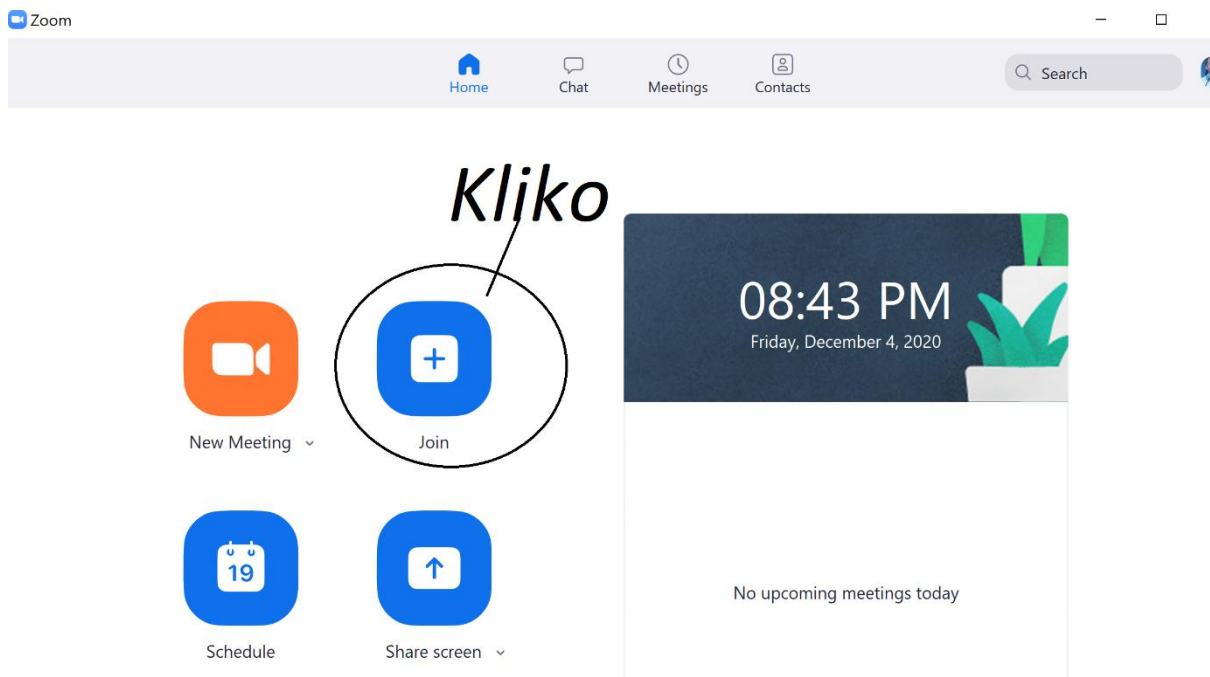 Zoom
Home Chat Meetings Contacts Search
Kliko
08:43 PM
Friday, December 4, 2020
New Meeting Join
19
No upcoming meetings today
Schedule Share screen